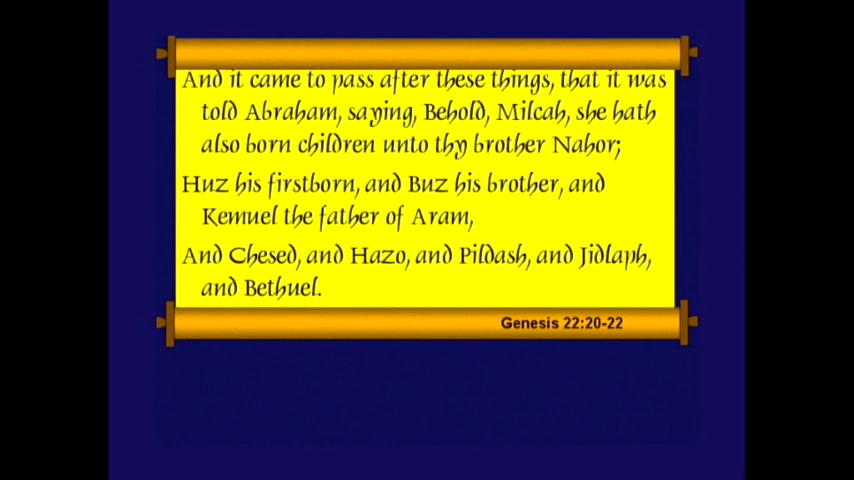 And it came to pass after these things, that it was
told Abraham, saying, Behold, Milcah, she hath
also born children unto thy brother Nahor;
Huz his firstborn, and Buz his brother, and
Kemuel the father of Aram,
And Chesed, and Hazo, and Pildash, and Jidlaph,
and Bethuel.
Genesis 22:20-22